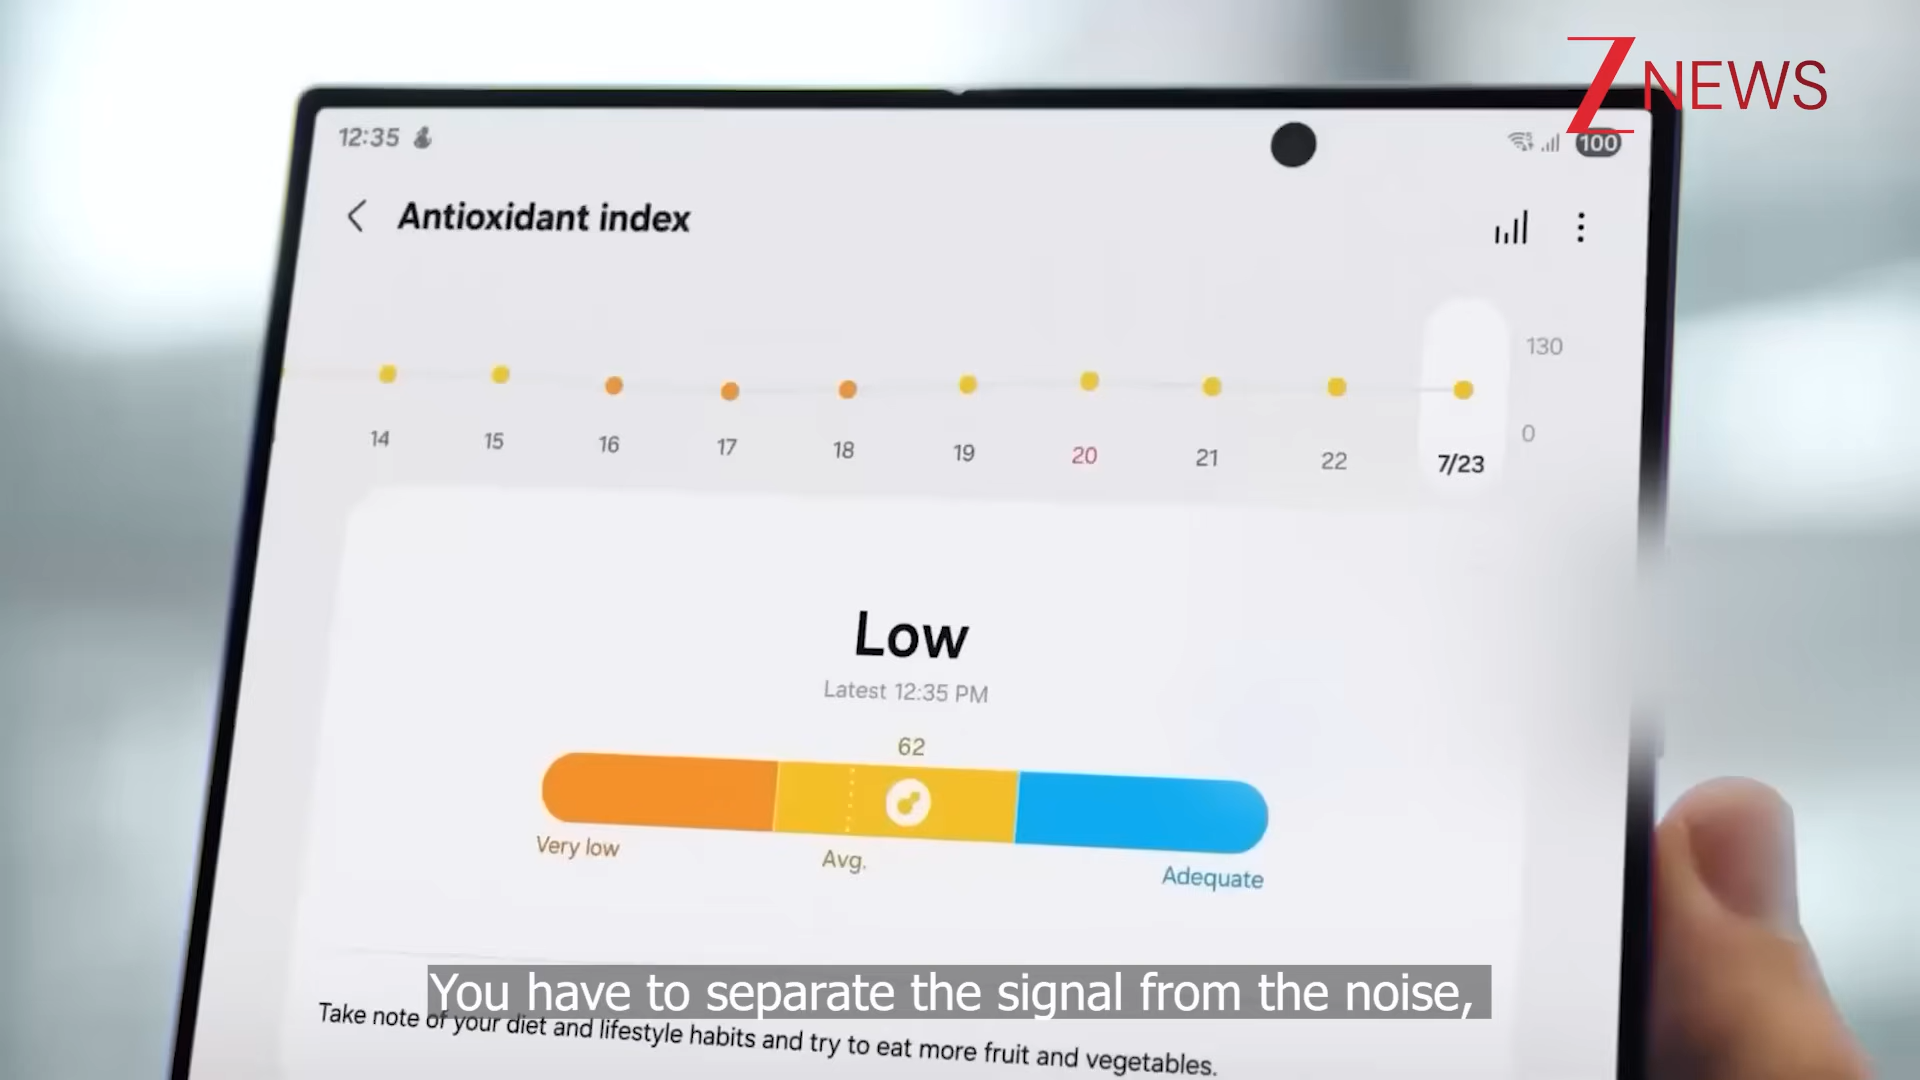 Z NEWS
12:35
100
Antioxidant index
130
0
14 15 16 17 18 19 20 21 22 7/23
Low
Latest 12:35 PM
62
Very low
Avg.
Adequate
You have to separate the signal from the noise,
Take note of your diet and lifestyle habits and try to eat more fruit and vegetables.